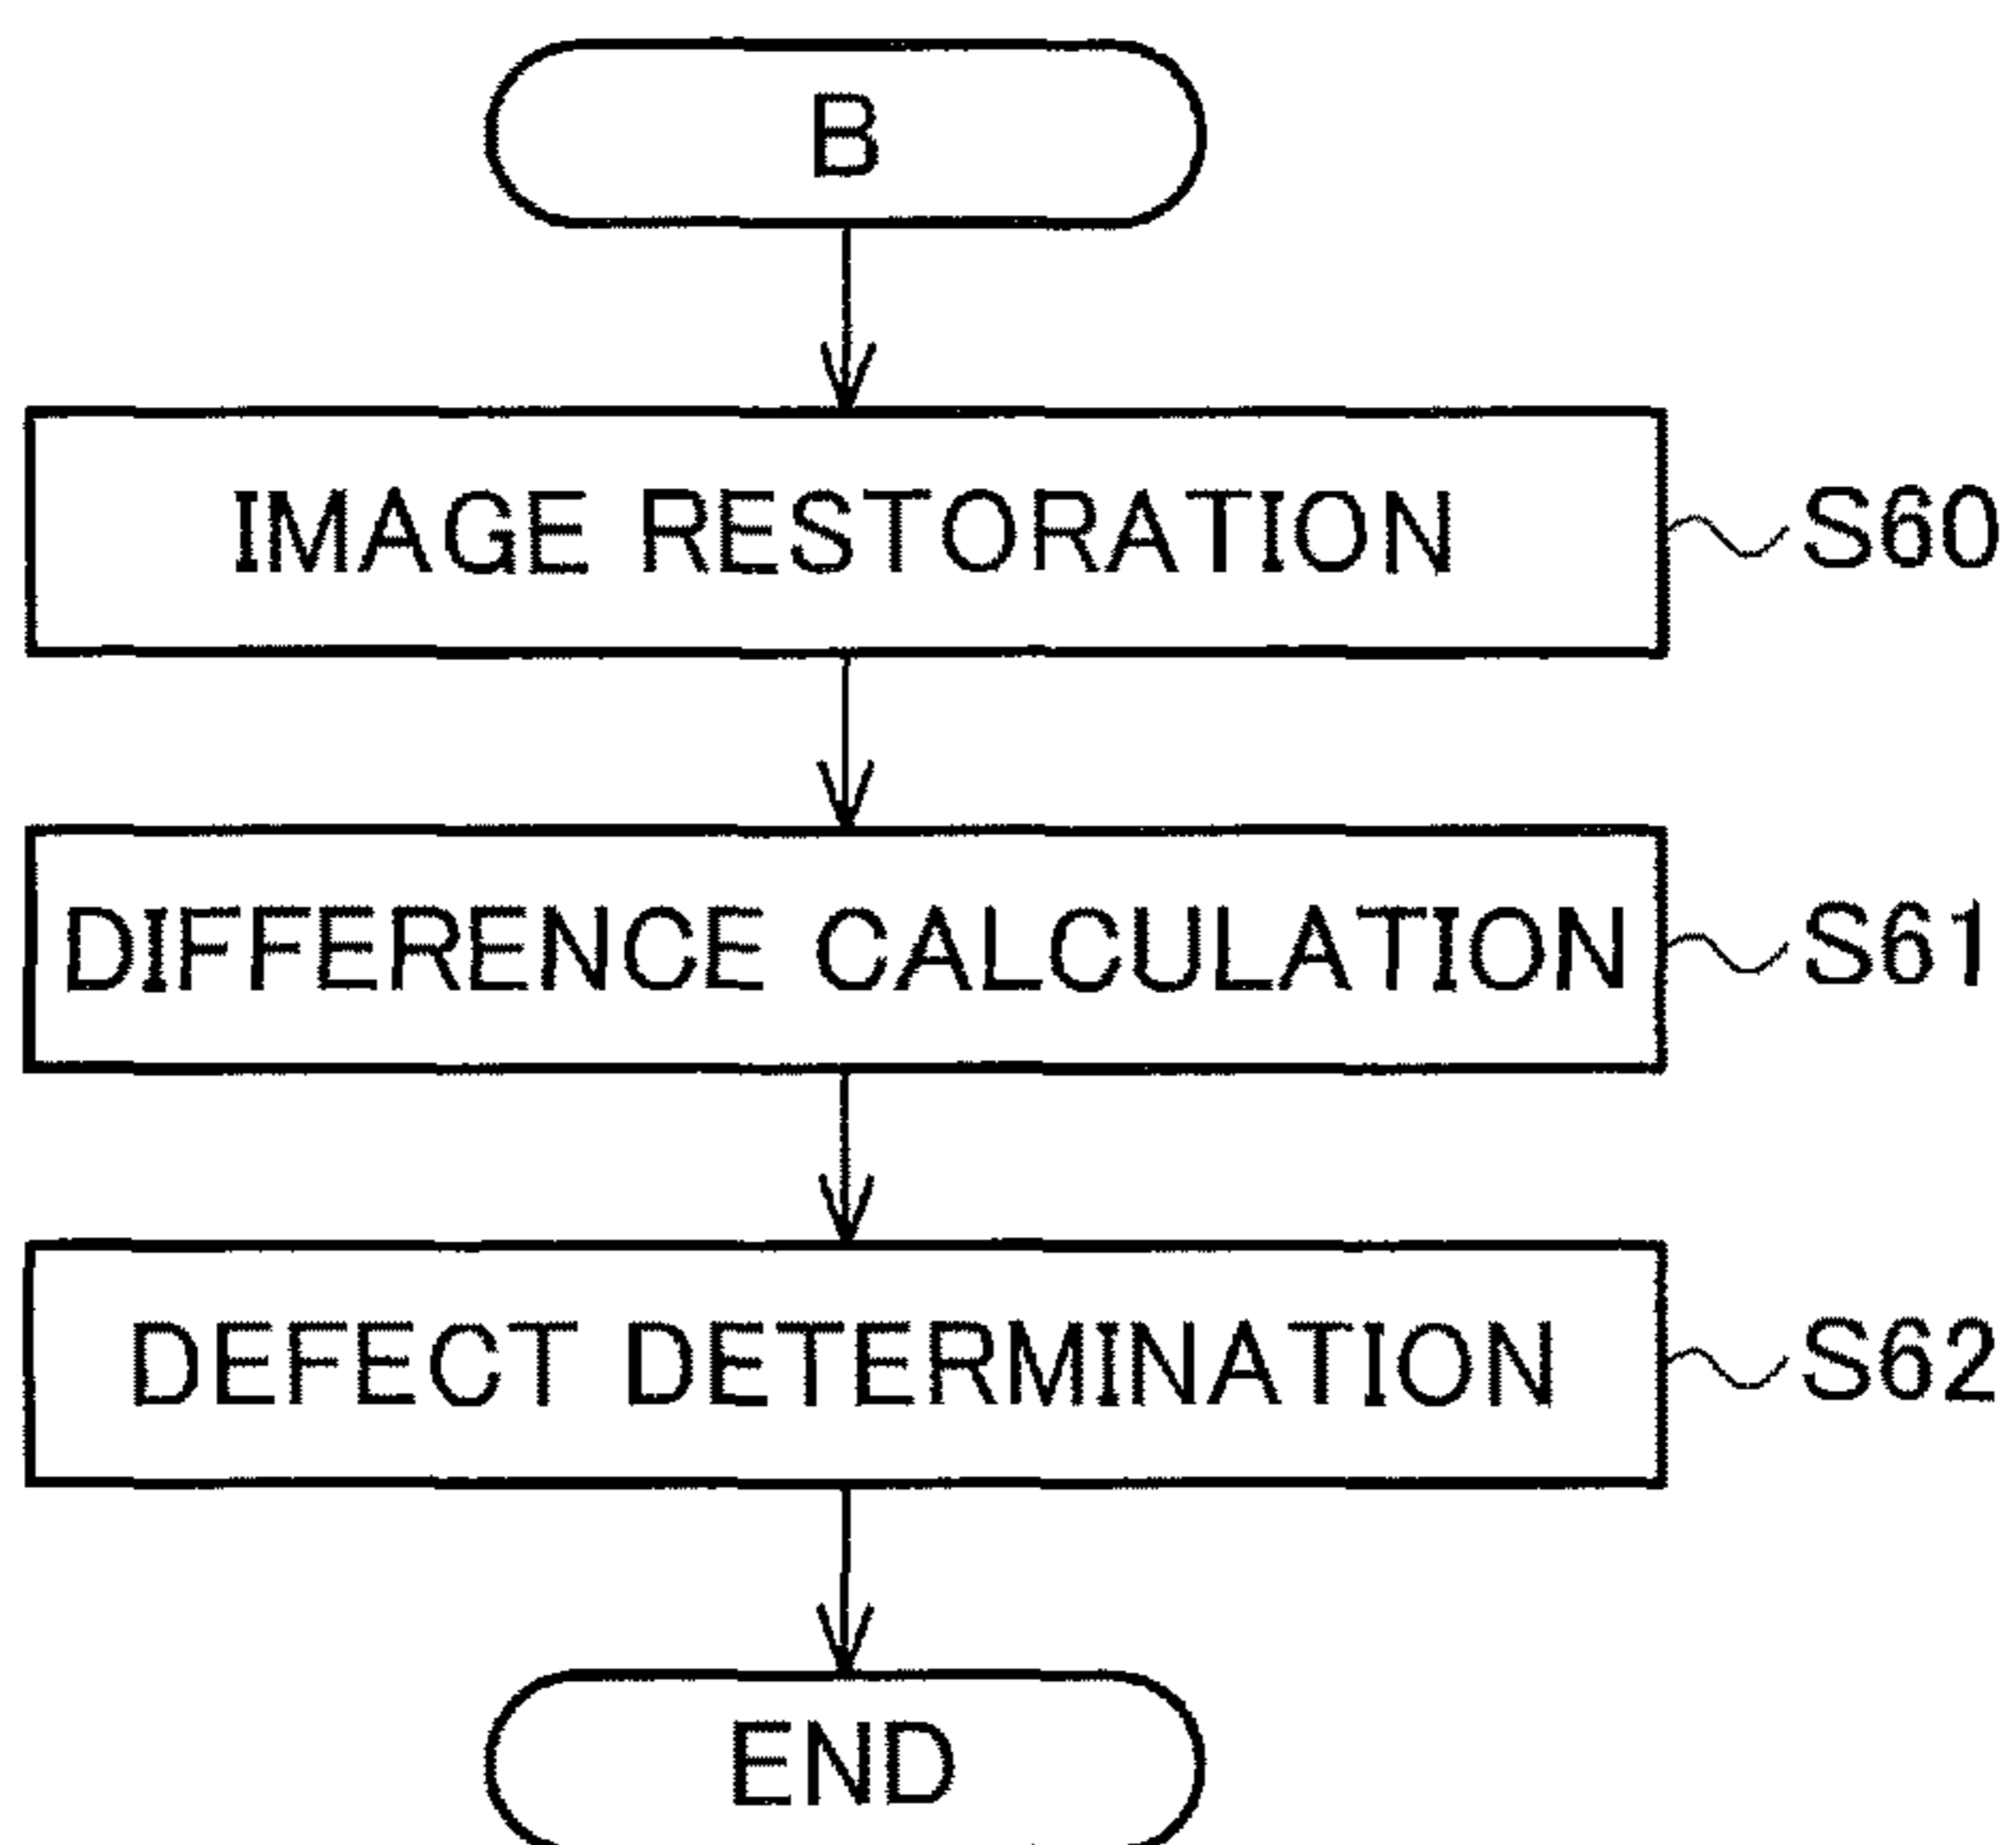 B
IMAGE RESTORATION S60
DIFFERENCE CALCULATION S61
DEFECT DETERMINATION S62
END